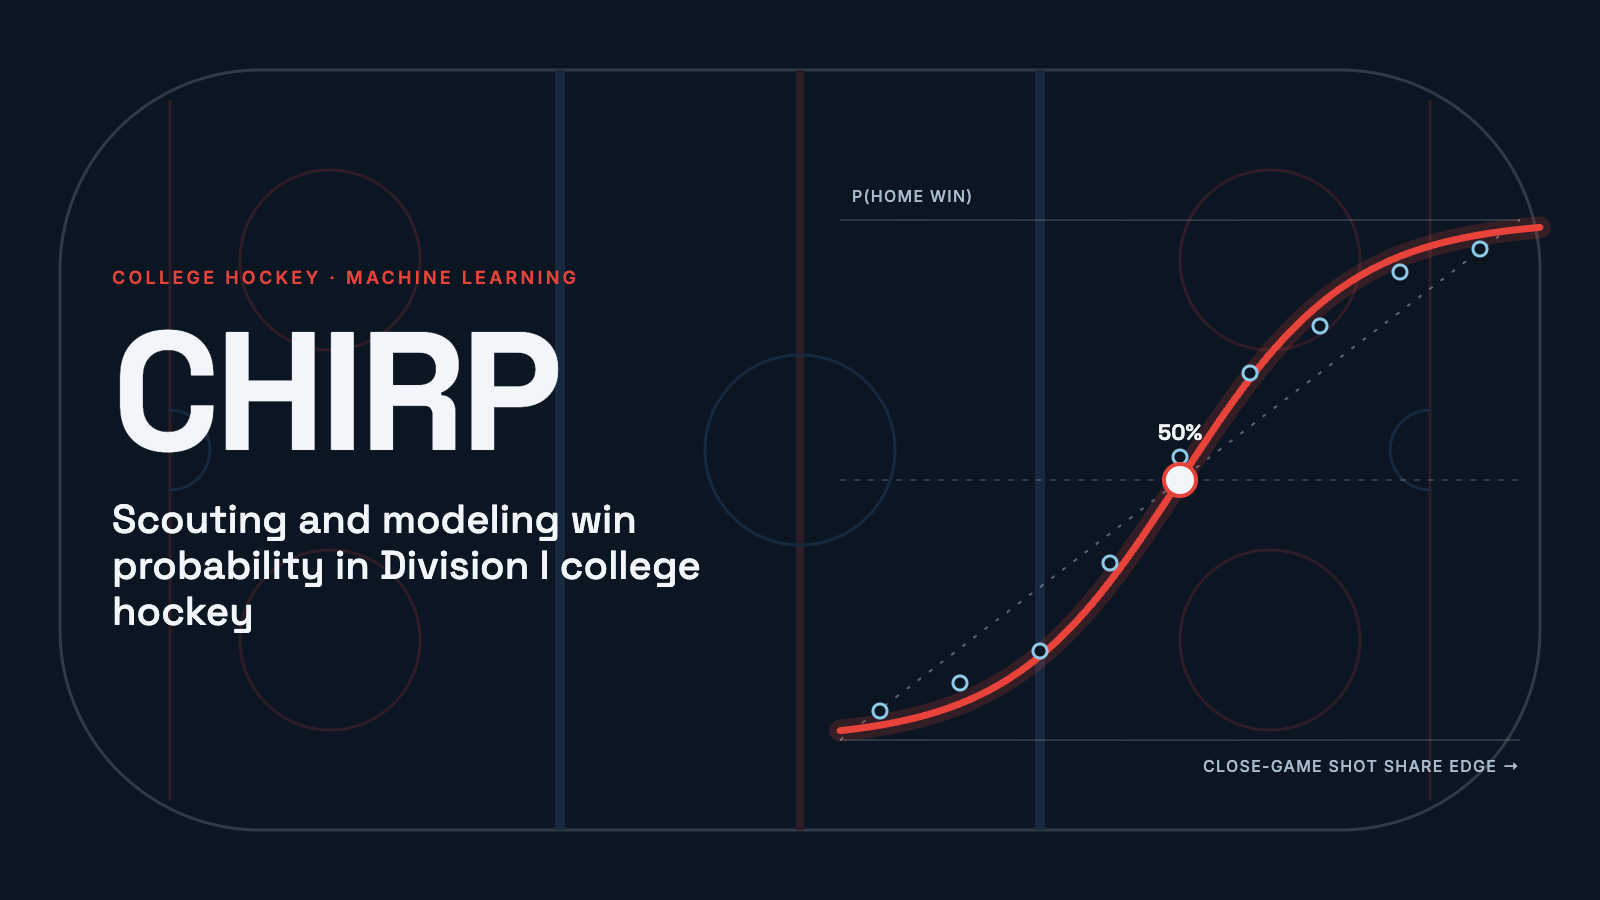 COLLEGE HOCKEY · MACHINE LEARNING
CHIRP
Scouting and modeling win
probability in Division I college
hockey
P(HOME WIN)
50%
CLOSE-GAME SHOT SHARE EDGE →